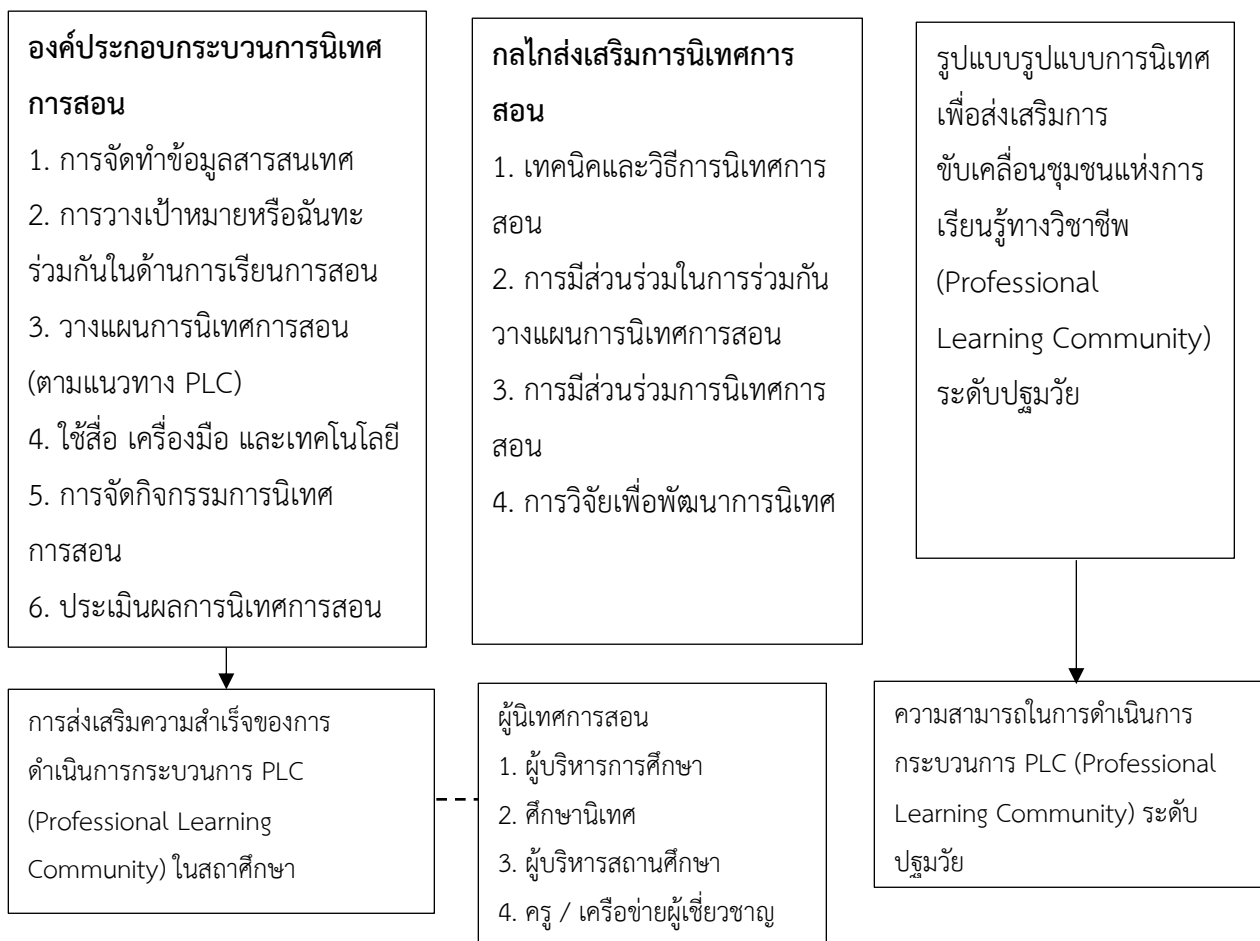 องค์ประกอบกระบวนการนิเทศ
การสอน
1. การจัดทำข้อมูลสารสนเทศ
2. การวางเป้าหมายหรือฉันทะ
ร่วมกันในด้านการเรียนการสอน
3. วางแผนการนิเทศการสอน
(ตามแนวทาง PLC)
4. ใช้สื่อ เครื่องมือ และเทคโนโลยี
5. การจัดกิจกรรมการนิเทศ
การสอน
6. ประเมินผลการนิเทศการสอน
กลไกส่งเสริมการนิเทศการ
สอน
1. เทคนิคและวิธีการนิเทศการ
สอน
2. การมีส่วนร่วมในการร่วมกัน
วางแผนการนิเทศการสอน
3. การมีส่วนร่วมการนิเทศการ
สอน
4. การวิจัยเพื่อพัฒนาการนิเทศ
รูปแบบรูปแบบการนิเทศ
เพื่อส่งเสริมการ
ขับเคลื่อนชุมชนแห่งการ
เรียนรู้ทางวิชาชีพ
(Professional
Learning Community)
ระดับปฐมวัย
การส่งเสริมความสำเร็จของการ
ดำเนินการกระบวนการ PLC
(Professional Learning
Community) ในสถาศึกษา
ผู้นิเทศการสอน
1. ผู้บริหารการศึกษา
2. ศึกษานิเทศ
3. ผู้บริหารสถานศึกษา
4. ครู / เครือข่ายผู้เชี่ยวชาญ
ความสามารถในการดำเนินการ
กระบวนการ PLC (Professional
Learning Community) ระดับ
ปฐมวัย